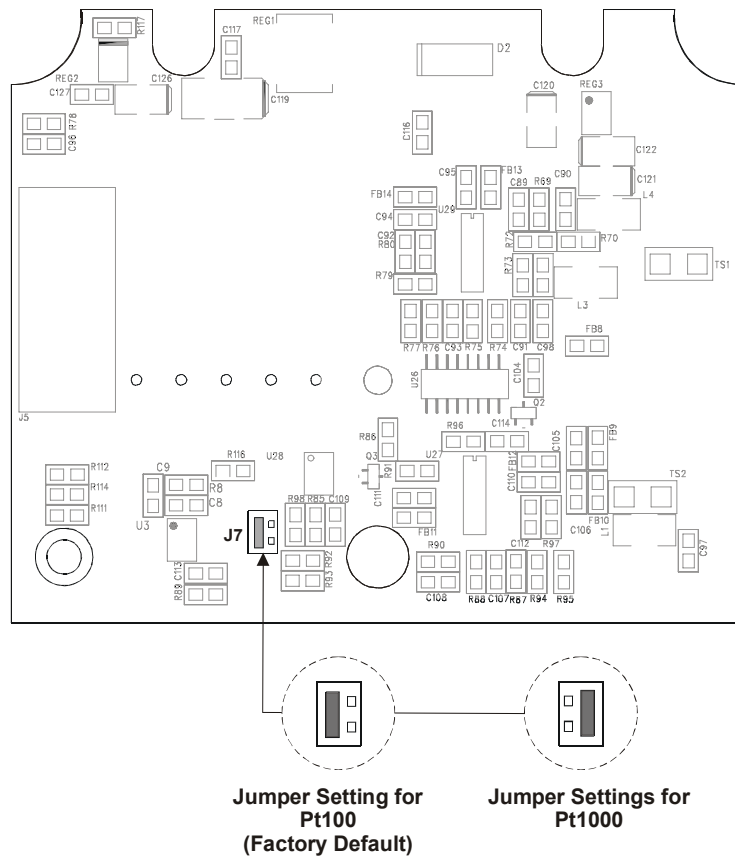 R117
C117
REG1
D2
REG2
C126
C127
C119
C120
REG3
R78
C96
C116
C122
C121
L4
C95
FB13
C89
R69
C90
FB14
U29
C94
C92
R80
R72
R70
R79
R73
TS1
L3
R77
R76
C93
R75
R74
C91
C98
FB8
U26
C104
Q2
J5
R86
R96
C114
C105
FB9
R112
C9
R116
U28
Q3
R91
U27
FB12
TS2
R114
R8
C110
R111
C8
C111
U3
R98
R85
C109
J7
FB11
C112
R97
C106
FB10
L1
R92
R90
C97
C113
R93
R89
C108
R88
C107
R87
R94
R95
Jumper Setting for
Pt100
(Factory Default)
Jumper Settings for
Pt1000